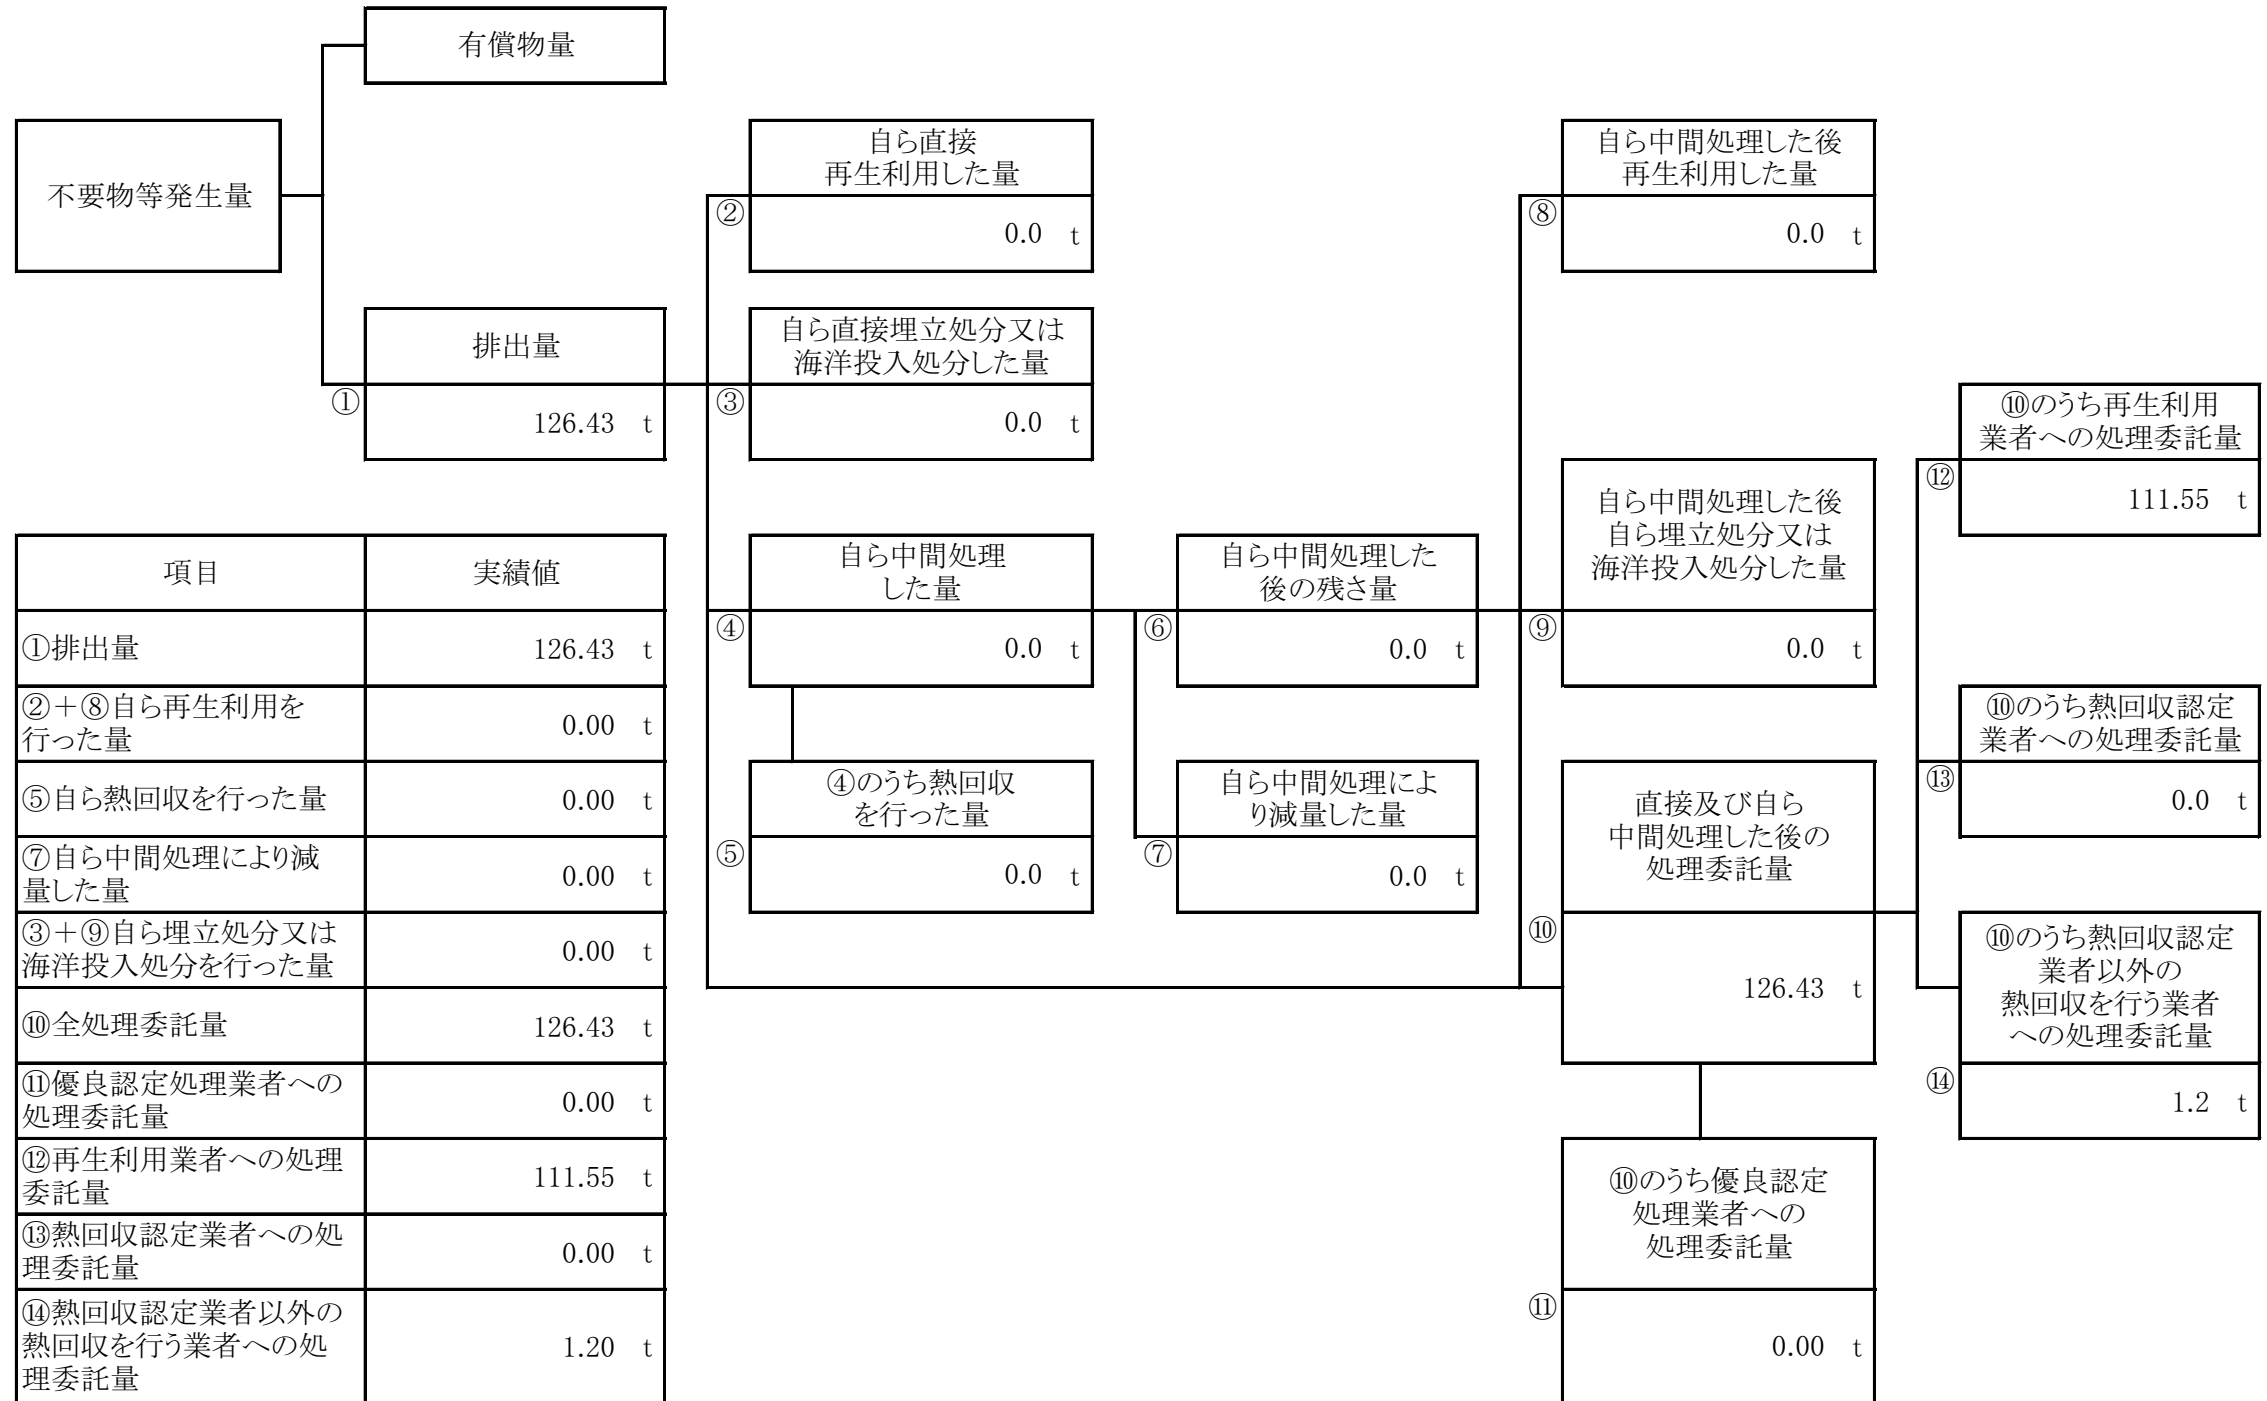 有償物量
不要物等発生量
自ら直接
再生利用した量
②
0.0 t
自ら中間処理した後
再生利用した量
⑧
0.0 t
排出量
①
126.43 t
自ら直接埋立処分又は
海洋投入処分した量
③
0.0 t
⑩のうち再生利用
業者への処理委託量
⑫
111.55 t
自ら中間処理
した量
④
0.0 t
自ら中間処理した
後の残さ量
⑥
0.0 t
自ら中間処理した後
自ら埋立処分又は
海洋投入処分した量
⑨
0.0 t
⑩のうち熱回収認定
業者への処理委託量
⑬
0.0 t
④のうち熱回収
を行った量
⑤
0.0 t
自ら中間処理によ
り減量した量
⑦
0.0 t
直接及び自ら
中間処理した後の
処理委託量
⑩
126.43 t
⑩のうち熱回収認定
業者以外の
熱回収を行う業者
への処理委託量
⑭
1.2 t
⑩のうち優良認定
処理業者への
処理委託量
⑪
0.00 t
項目 実績値
①排出量 126.43 t
②＋⑧自ら再生利用を
行った量 0.00 t
⑤自ら熱回収を行った量 0.00 t
⑦自ら中間処理により減
量した量 0.00 t
③＋⑨自ら埋立処分又は
海洋投入処分を行った量 0.00 t
⑩全処理委託量 126.43 t
⑪優良認定処理業者への
処理委託量 0.00 t
⑫再生利用業者への処理
委託量 111.55 t
⑬熱回収認定業者への処
理委託量 0.00 t
⑭熱回収認定業者以外の
熱回収を行う業者への処
理委託量 1.20 t